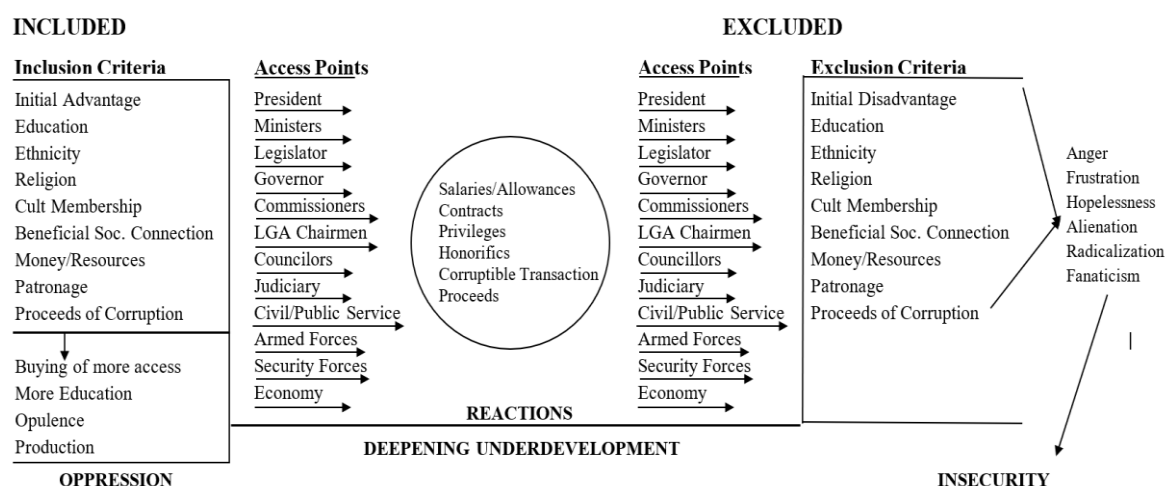 INCLUDED
EXCLUDED
Inclusion Criteria
Initial Advantage
Education
Ethnicity
Religion
Cult Membership
Beneficial Soc. Connection
Money/Resources
Patronage
Proceeds of Corruption
Buying of more access
More Education
Opulence
Production
OPPRESSION
Access Points
President
Ministers
Legislator
Governor
Commissioners
LGA Chairmen
Councilors
Judiciary
Civil/Public Service
Armed Forces
Security Forces
Economy
Salaries/Allowances
Contracts
Privileges
Honorifics
Corruptible Transaction
Proceeds
REACTIONS
DEEPENING UNDERDEVELOPMENT
Access Points
President
Ministers
Legislator
Governor
Commissioners
LGA Chairmen
Councillors
Judiciary
Civil/Public Service
Armed Forces
Security Forces
Economy
Exclusion Criteria
Initial Disadvantage
Education
Ethnicity
Religion
Cult Membership
Beneficial Soc. Connection
Money/Resources
Patronage
Proceeds of Corruption
Anger
Frustration
Hopelessness
Alienation
Radicalization
Fanaticism
INSECURITY